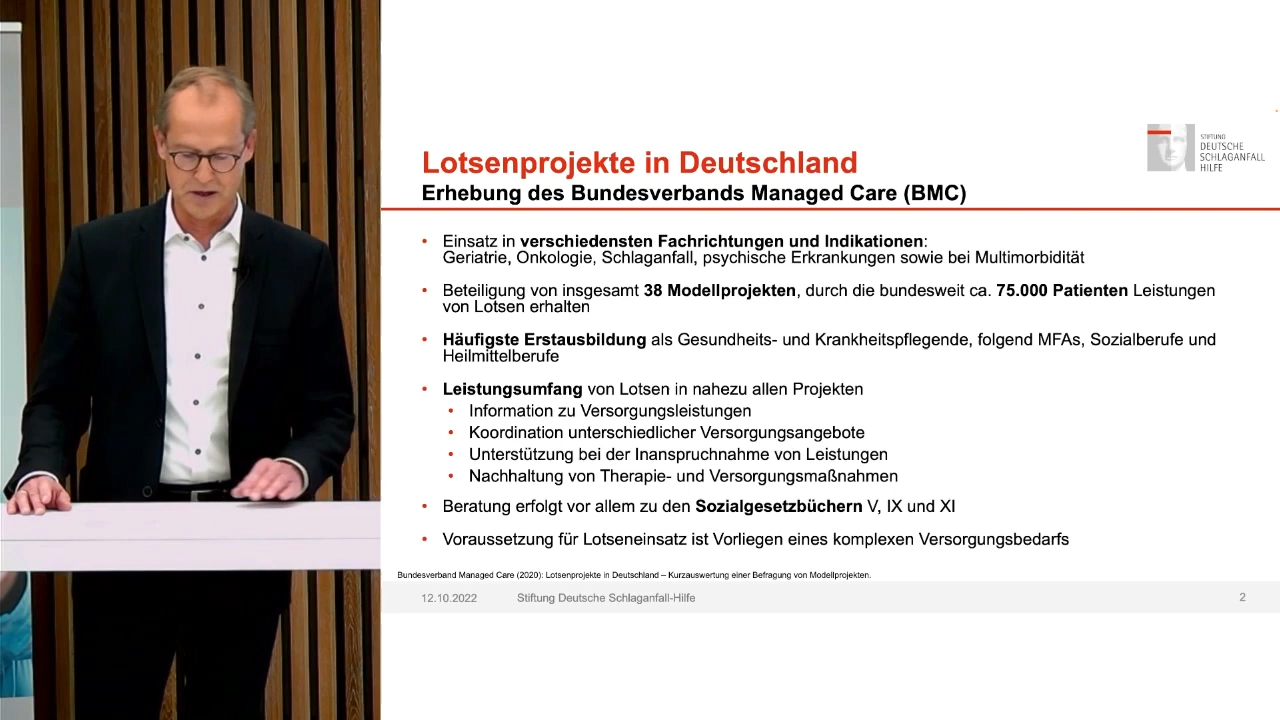 Lotsenprojekte in Deutschland
Erhebung des Bundesverbands Managed Care (BMC)
STIFTUNG
DEUTSCHE
SCHLAGANFALL
HILFE
• Einsatz in verschiedensten Fachrichtungen und Indikationen:
Geriatrie, Onkologie, Schlaganfall, psychische Erkrankungen sowie bei Multimorbidität
• Beteiligung von insgesamt 38 Modellprojekten, durch die bundesweit ca. 75.000 Patienten Leistungen
von Lotsen erhalten
• Häufigste Erstausbildung als Gesundheits- und Krankheitspflegende, folgend MFAs, Sozialberufe und
Heilmittelberufe
• Leistungsumfang von Lotsen in nahezu allen Projekten
• Information zu Versorgungsleistungen
• Koordination unterschiedlicher Versorgungsangebote
• Unterstützung bei der Inanspruchnahme von Leistungen
• Nachhaltung von Therapie- und Versorgungsmaßnahmen
• Beratung erfolgt vor allem zu den Sozialgesetzbüchern V, IX und XI
• Voraussetzung für Lotseneinsatz ist Vorliegen eines komplexen Versorgungsbedarfs
Bundesverband Managed Care (2020): Lotsenprojekte in Deutschland – Kurzauswertung einer Befragung von Modellprojekten.
12.10.2022 Stiftung Deutsche Schlaganfall-Hilfe 2